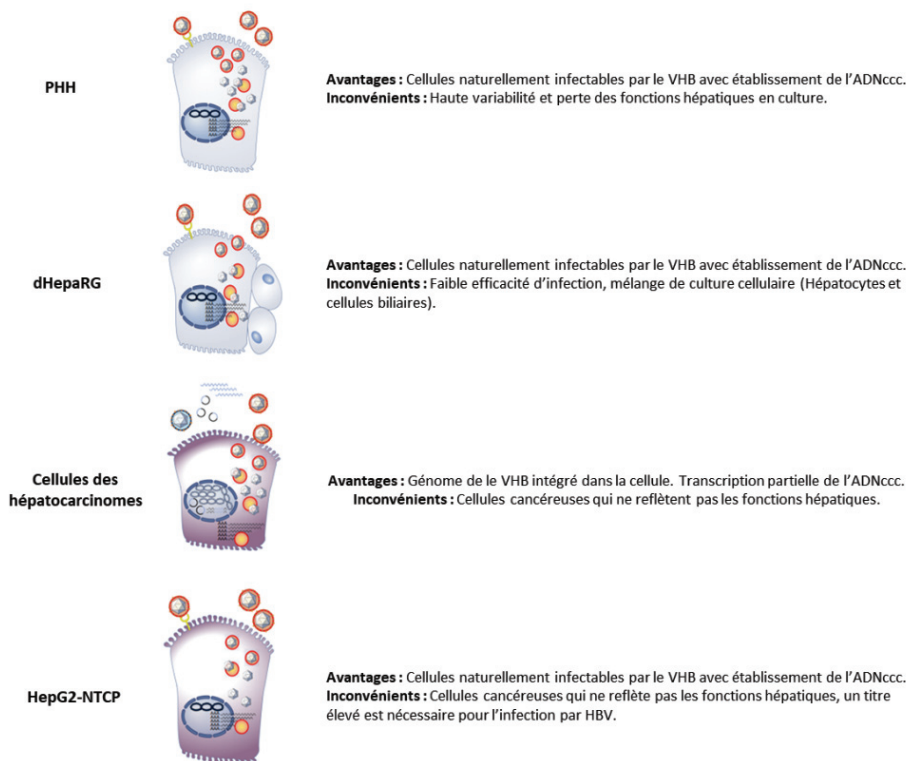 PHH
Avantages : Cellules naturellement infectables par le VHB avec établissement de l'ADNccc.
Inconvénients : Haute variabilité et perte des fonctions hépatiques en culture.
dHepaRG
Avantages : Cellules naturellement infectables par le VHB avec établissement de l'ADNccc.
Inconvénients : Faible efficacité d'infection, mélange de culture cellulaire (Hépatocytes et
cellules biliaires).
Cellules des
hépatocarcinomes
Avantages : Génome de le VHB intégré dans la cellule. Transcription partielle de l'ADNccc.
Inconvénients : Cellules cancéreuses qui ne reflètent pas les fonctions hépatiques.
HepG2-NTCP
Avantages : Cellules naturellement infectables par le VHB avec établissement de l'ADNccc.
Inconvénients : Cellules cancéreuses qui ne reflète pas les fonctions hépatiques, un titre
élevé est nécessaire pour l'infection par HBV.